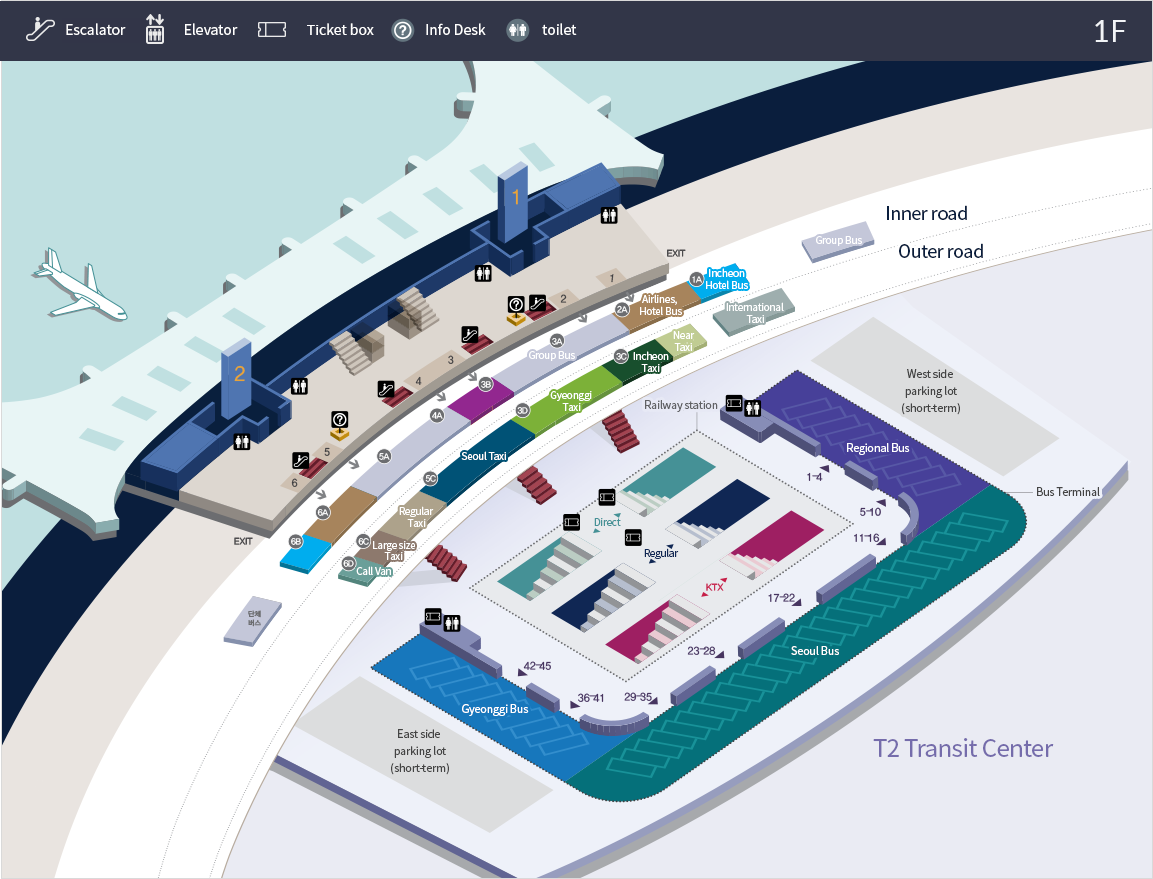 Escalator
Elevator
Ticket box
Info Desk
toilet
1F
1
2
Inner road
Outer road
Group Bus
EXIT
1
2
3
4
5
6
EXIT
1A
Incheon
Hotel Bus
2A
Airlines,
Hotel Bus
International
Taxi
3A
Group Bus
Near
Taxi
3C
Incheon
Taxi
3B
Gyeonggi
Taxi
3D
4A
5A
Seoul Taxi
5C
6A
Regular
Taxi
6B
6C
Large size
Taxi
6D
Call Van
단체
버스
West side
parking lot
(short-term)
Railway station
Regional Bus
Bus Terminal
1-4
5-10
11-16
17-22
23-28
29-35
36-41
42-45
Direct
Regular
KTX
Seoul Bus
Gyeonggi Bus
East side
parking lot
(short-term)
T2 Transit Center